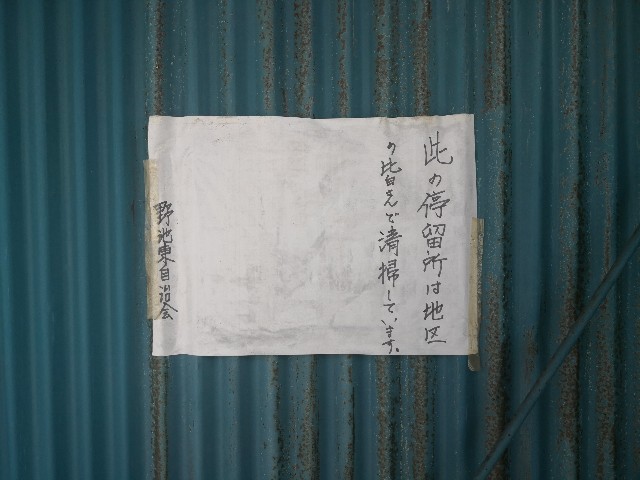 此の停留所は地区
の皆さんで清掃しています。
野池東自治会